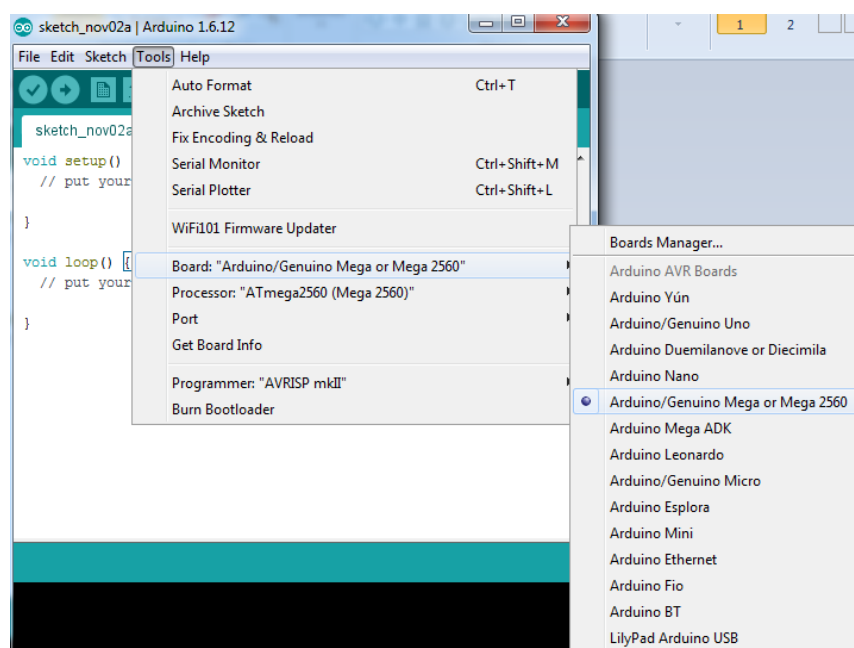 sketch_nov02a | Arduino 1.6.12
1 2
File Edit Sketch Tools Help
sketch_nov02a
void setup()
// put your
}
void loop() {
// put your
}
Auto Format Ctrl+T
Archive Sketch
Fix Encoding & Reload
Serial Monitor Ctrl+Shift+M
Serial Plotter Ctrl+Shift+L
WiFi101 Firmware Updater
Board: "Arduino/Genuino Mega or Mega 2560"
Processor: "ATmega2560 (Mega 2560)"
Port
Get Board Info
Programmer: "AVRISP mkII"
Burn Bootloader
Boards Manager...
Arduino AVR Boards
Arduino Yún
Arduino/Genuino Uno
Arduino Duemilanove or Diecimila
Arduino Nano
Arduino/Genuino Mega or Mega 2560
Arduino Mega ADK
Arduino Leonardo
Arduino/Genuino Micro
Arduino Esplora
Arduino Mini
Arduino Ethernet
Arduino Fio
Arduino BT
LilyPad Arduino USB